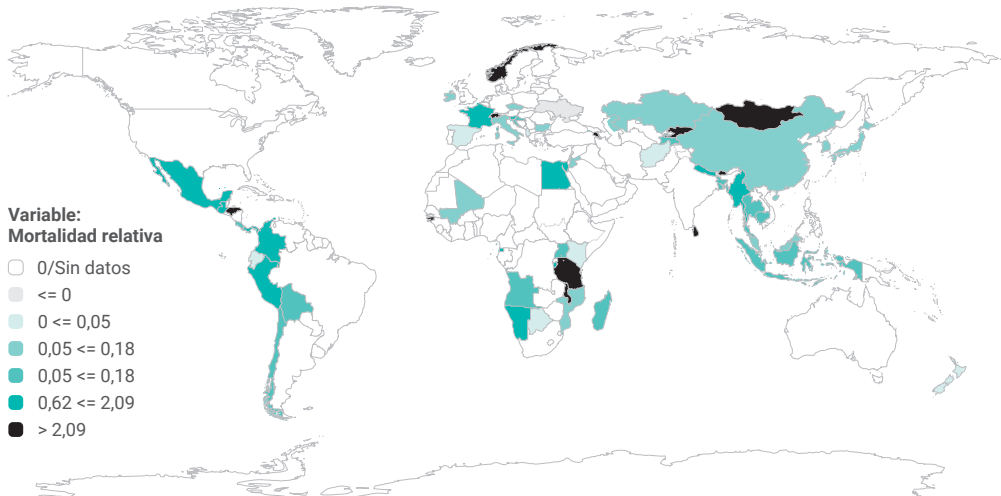 Variable:
Mortalidad relativa
0/Sin datos
<= 0
0 <= 0,05
0,05 <= 0,18
0,05 <= 0,18
0,62 <= 2,09
> 2,09